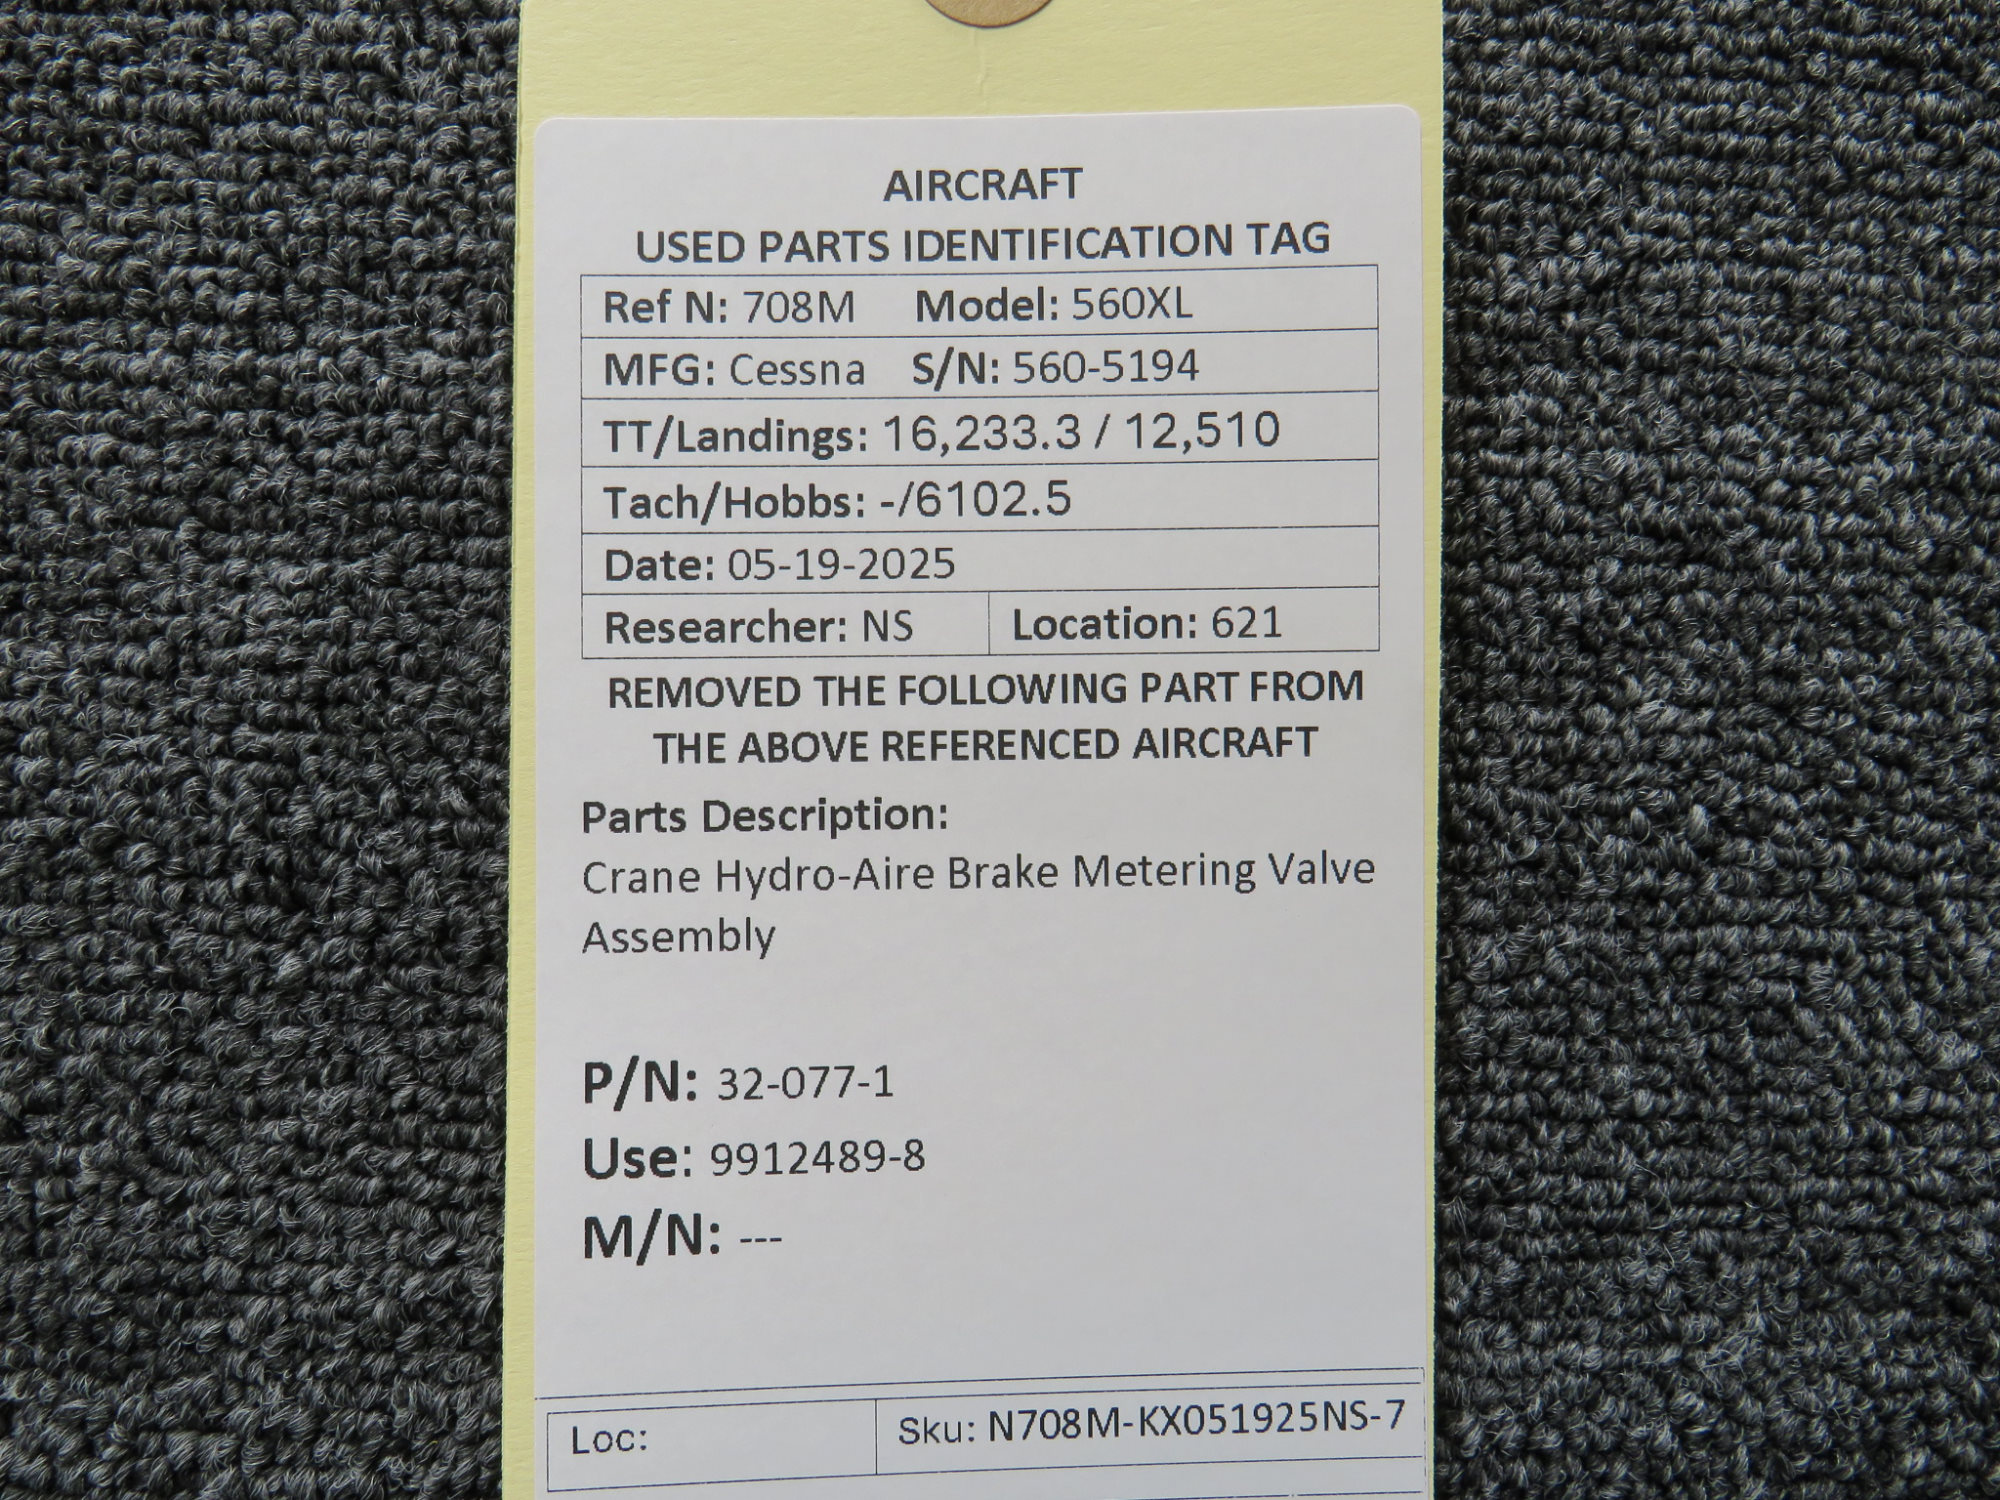 AIRCRAFT
USED PARTS IDENTIFICATION TAG
Ref N: 708M Model: 560XL
MFG: Cessna S/N: 560-5194
TT/Landings: 16,233.3 / 12,510
Tach/Hobbs: -/6102.5
Date: 05-19-2025
Researcher: NS Location: 621
REMOVED THE FOLLOWING PART FROM
THE ABOVE REFERENCED AIRCRAFT
Parts Description:
Crane Hydro-Aire Brake Metering Valve
Assembly
P/N: 32-077-1
Use: 9912489-8
M/N: ---
Loc: Sku: N708M-KX051925NS-7